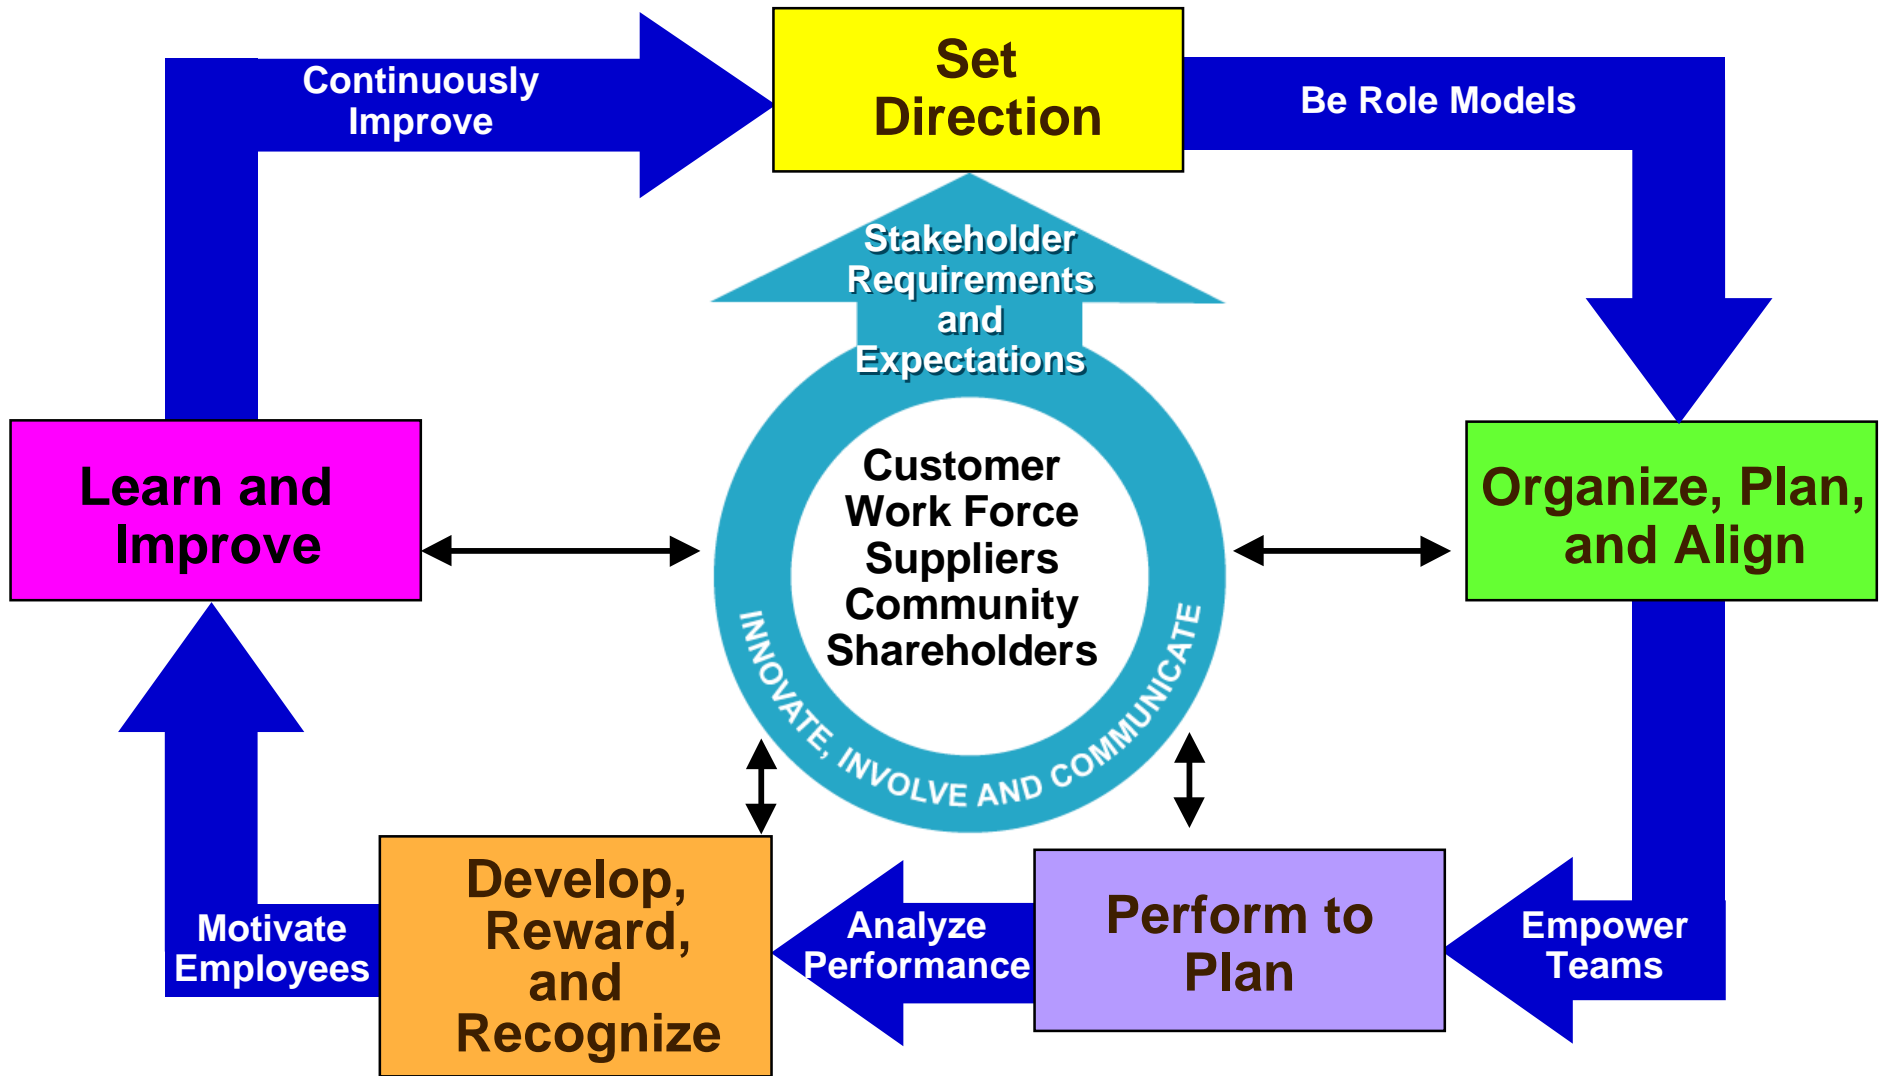 Set
Direction
Continuously
Improve
Be Role Models
Stakeholder
Requirements
and
Expectations
Customer
Work Force
Suppliers
Community
Shareholders
INNOVATE, INVOLVE AND COMMUNICATE
Learn and
Improve
Organize, Plan,
and Align
Develop,
Reward,
and
Recognize
Perform to
Plan
Motivate
Employees
Analyze
Performance
Empower
Teams